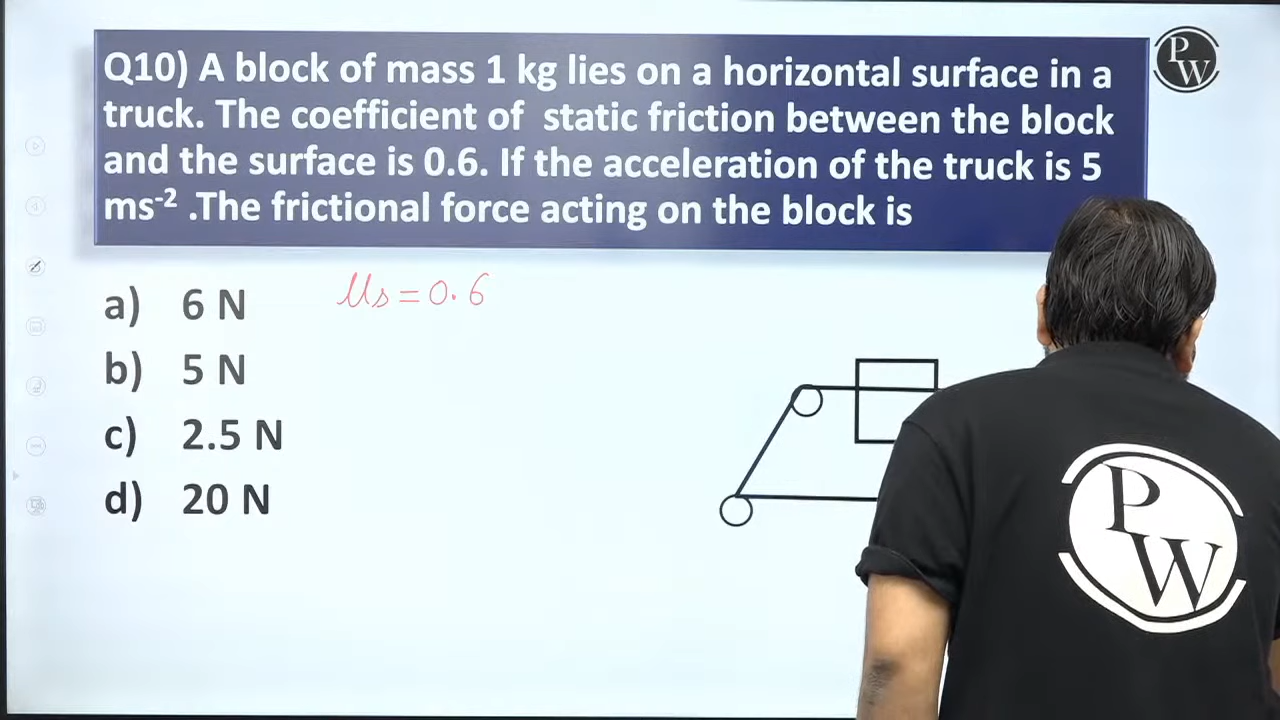 Q10) A block of mass 1 kg lies on a horizontal surface in a
truck. The coefficient of static friction between the block
and the surface is 0.6. If the acceleration of the truck is 5
ms⁻² .The frictional force acting on the block is
a) 6 N
μs = 0.6
b) 5 N
c) 2.5 N
d) 20 N
PW
PW